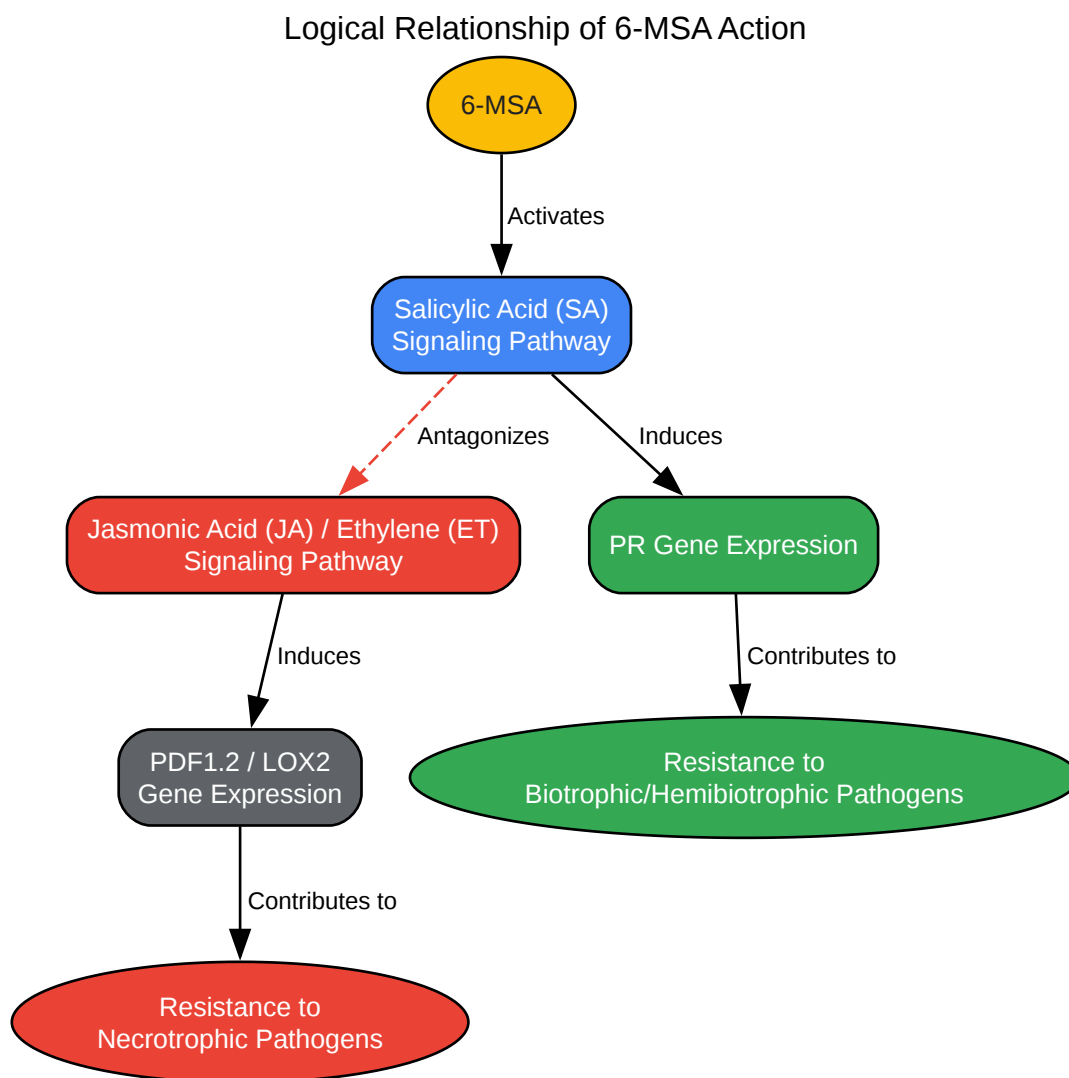 Logical Relationship of 6-MSA Action
6-MSA
Activates
Salicylic Acid (SA)
Signaling Pathway
Antagonizes
Induces
Jasmonic Acid (JA) / Ethylene (ET)
Signaling Pathway
PR Gene Expression
Induces
Contributes to
PDF1.2 / LOX2
Gene Expression
Resistance to
Biotrophic/Hemibiotrophic Pathogens
Contributes to
Resistance to
Necrotrophic Pathogens